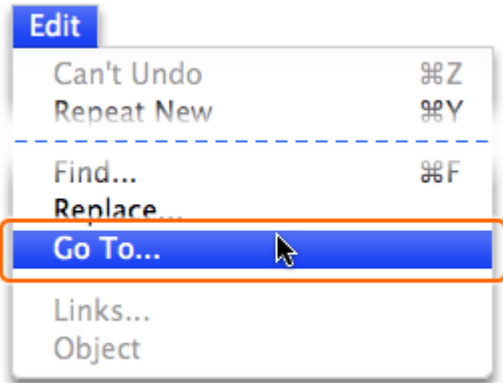 Edit
Can't Undo ⌘Z
Repeat New ⌘Y
Find... ⌘F
Replace...
Go To...
Links...
Object